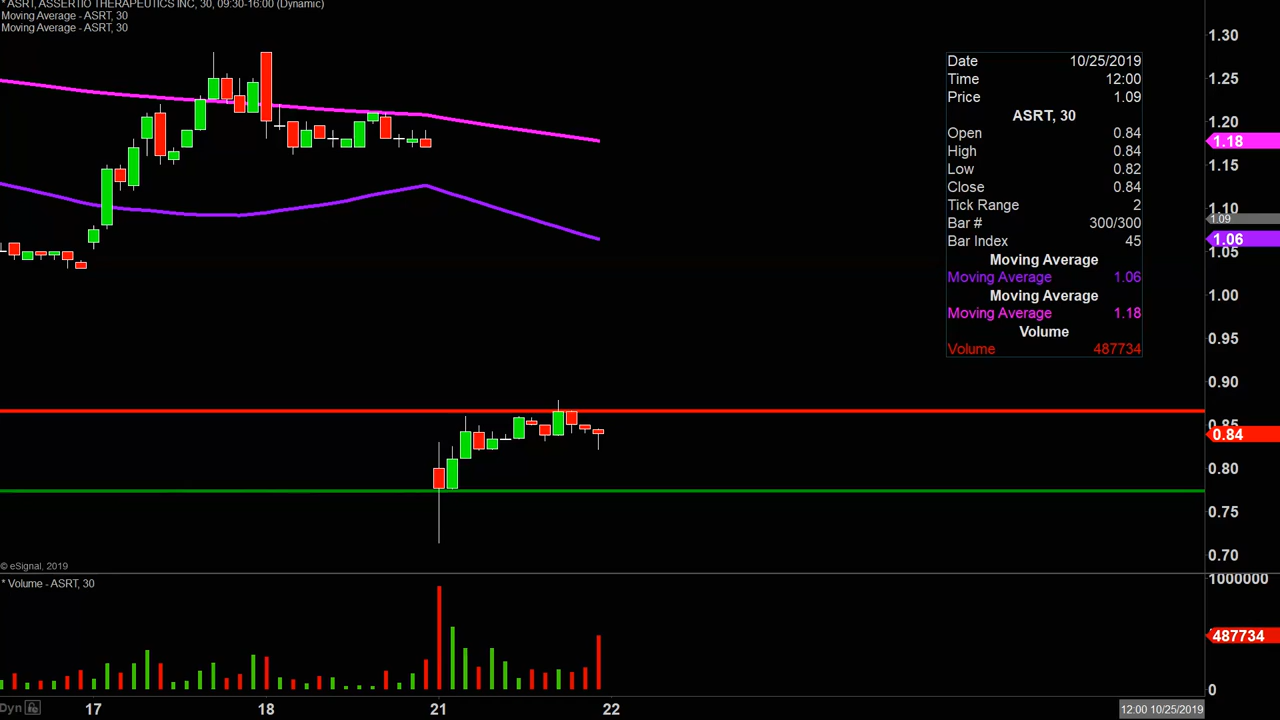 * ASRT, ASSERTIO THERAPEUTICS INC, 30, 09:30-16:00 (Dynamic)
Moving Average - ASRT, 30
Moving Average - ASRT, 30
Date 10/25/2019
Time 12:00
Price 1.09
ASRT, 30
Open 0.84
High 0.84
Low 0.82
Close 0.84
Tick Range 2
Bar # 300/300
Bar Index 45
Moving Average
Moving Average 1.06
Moving Average
Moving Average 1.18
Volume
Volume 487734
1.30
1.25
1.20
1.18
1.15
1.10
1.09
1.06
1.05
1.00
0.95
0.90
0.85
0.84
0.80
0.75
0.70
© eSignal, 2019
* Volume - ASRT, 30
1000000
487734
0
Dyn
17 18 21 22 12:00 10/25/2019